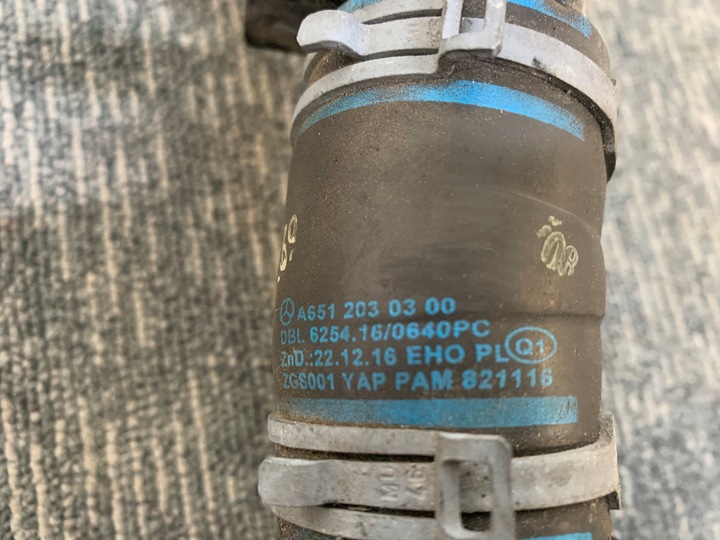 A651 203 03 00
DBL 6254.16/0640PC
ZnD.:22.12.16 EHO PL Q1
ZGS001 YAP PAM 821116